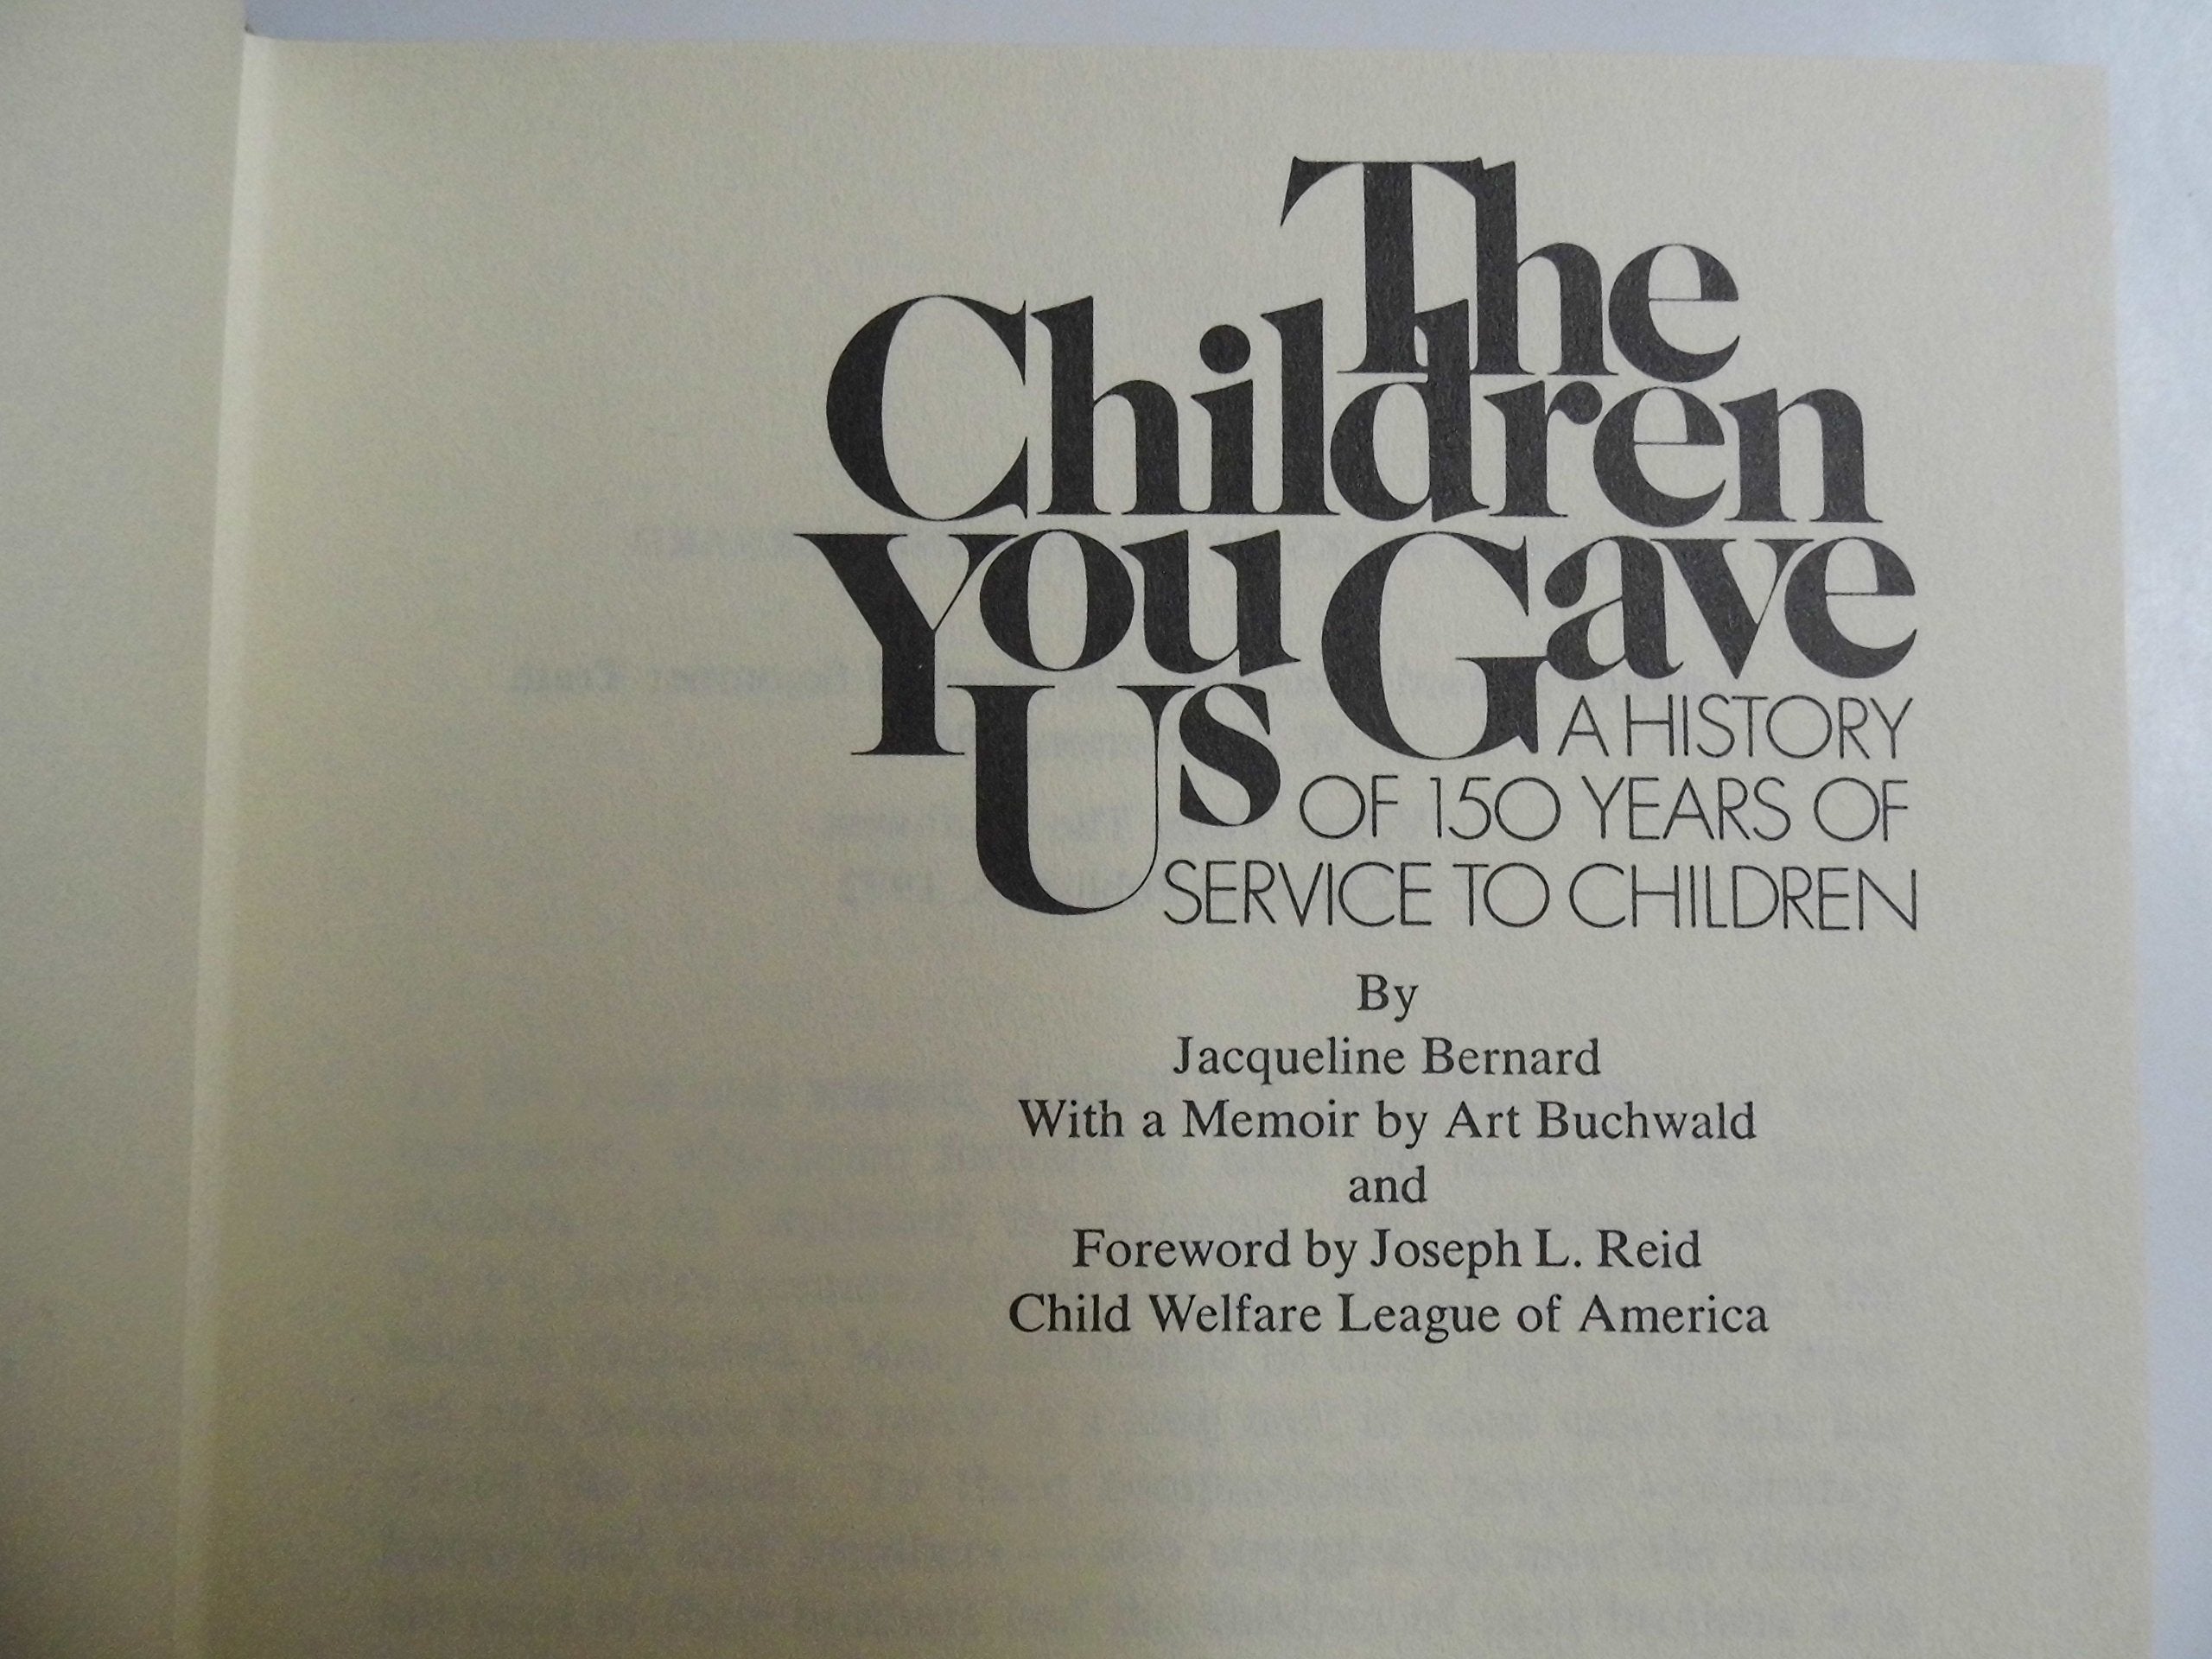 The
Children
You Gave
Us A HISTORY
OF 150 YEARS OF
SERVICE TO CHILDREN
By
Jacqueline Bernard
With a Memoir by Art Buchwald
and
Foreword by Joseph L. Reid
Child Welfare League of America